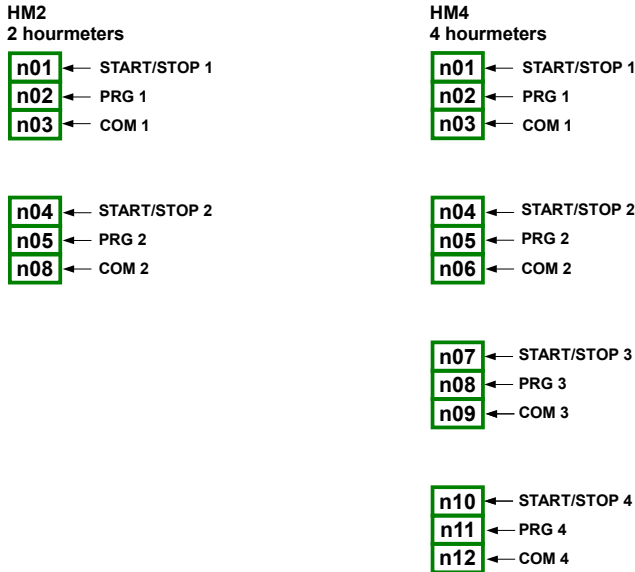 HM2
2 hourmeters
n01 START/STOP 1
n02 PRG 1
n03 COM 1
n04 START/STOP 2
n05 PRG 2
n08 COM 2
HM4
4 hourmeters
n01 START/STOP 1
n02 PRG 1
n03 COM 1
n04 START/STOP 2
n05 PRG 2
n06 COM 2
n07 START/STOP 3
n08 PRG 3
n09 COM 3
n10 START/STOP 4
n11 PRG 4
n12 COM 4